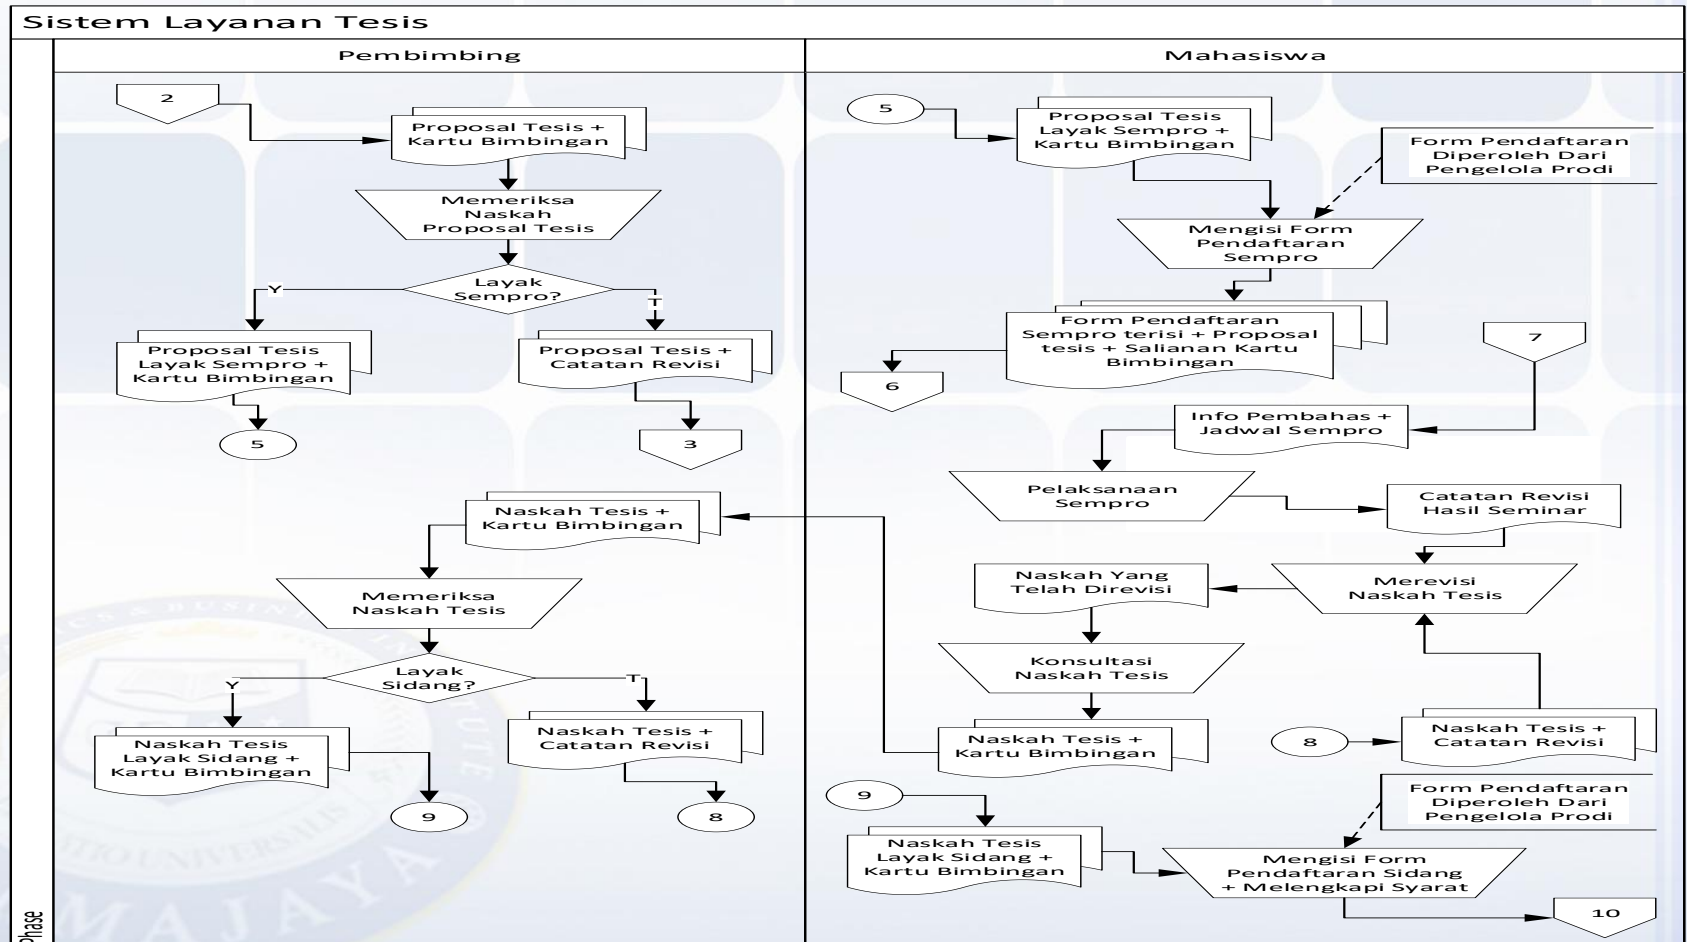 Sistem Layanan Tesis
Pembimbing
Mahasiswa
Phase
2
Proposal Tesis +
Kartu Bimbingan
Memeriksa
Naskah
Proposal Tesis
Layak
Sempro?
Y
T
Proposal Tesis
Layak Sempro +
Kartu Bimbingan
Proposal Tesis +
Catatan Revisi
5
3
Naskah Tesis +
Kartu Bimbingan
Memeriksa
Naskah Tesis
Layak
Sidang?
Y
T
Naskah Tesis
Layak Sidang +
Kartu Bimbingan
Naskah Tesis +
Catatan Revisi
9
8
5
Proposal Tesis
Layak Sempro +
Kartu Bimbingan
Form Pendaftaran
Diperoleh Dari
Pengelola Prodi
Mengisi Form
Pendaftaran
Sempro
Form Pendaftaran
Sempro terisi + Proposal
tesis + Salianan Kartu
Bimbingan
6
7
Info Pembahas +
Jadwal Sempro
Pelaksanaan
Sempro
Catatan Revisi
Hasil Seminar
Merevisi
Naskah Tesis
Naskah Yang
Telah Direvisi
Konsultasi
Naskah Tesis
Naskah Tesis +
Kartu Bimbingan
8
Naskah Tesis +
Catatan Revisi
9
Naskah Tesis
Layak Sidang +
Kartu Bimbingan
Form Pendaftaran
Diperoleh Dari
Pengelola Prodi
Mengisi Form
Pendaftaran Sidang
+ Melengkapi Syarat
10